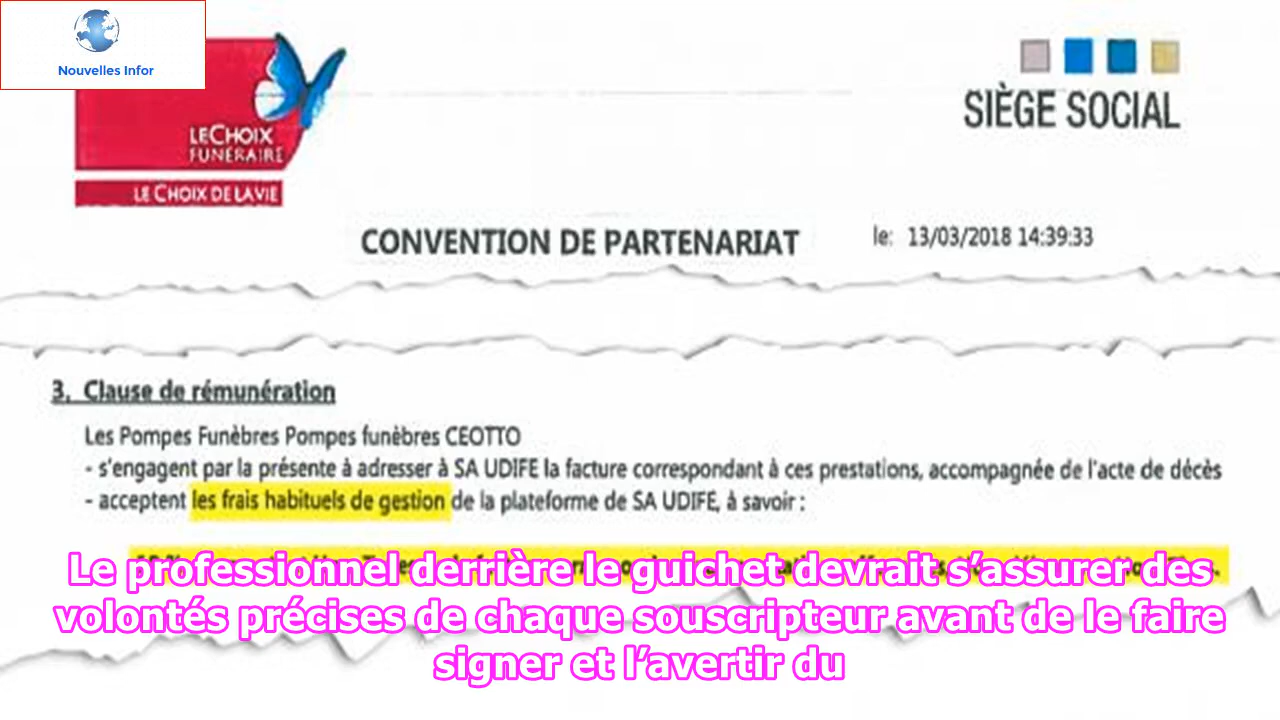 Nouvelles Infor
LECHOIX
FUNÉRAIRE
LE CHOIX DE LA VIE
SIÈGE SOCIAL
CONVENTION DE PARTENARIAT
le: 13/03/2018 14:39:33
3. Clause de rémunération
Les Pompes Funèbres Pompes funèbres CEOTTO
- s'engagent par la présente à adresser à SA UDIFE la facture correspondant à ces prestations, accompagnée de l'acte de décès
- acceptent les frais habituels de gestion de la plateforme de SA UDIFE, à savoir :
Le professionnel derrière le guichet devrait s’assurer des
volontés précises de chaque souscripteur avant de le faire
signer et l’avertir du